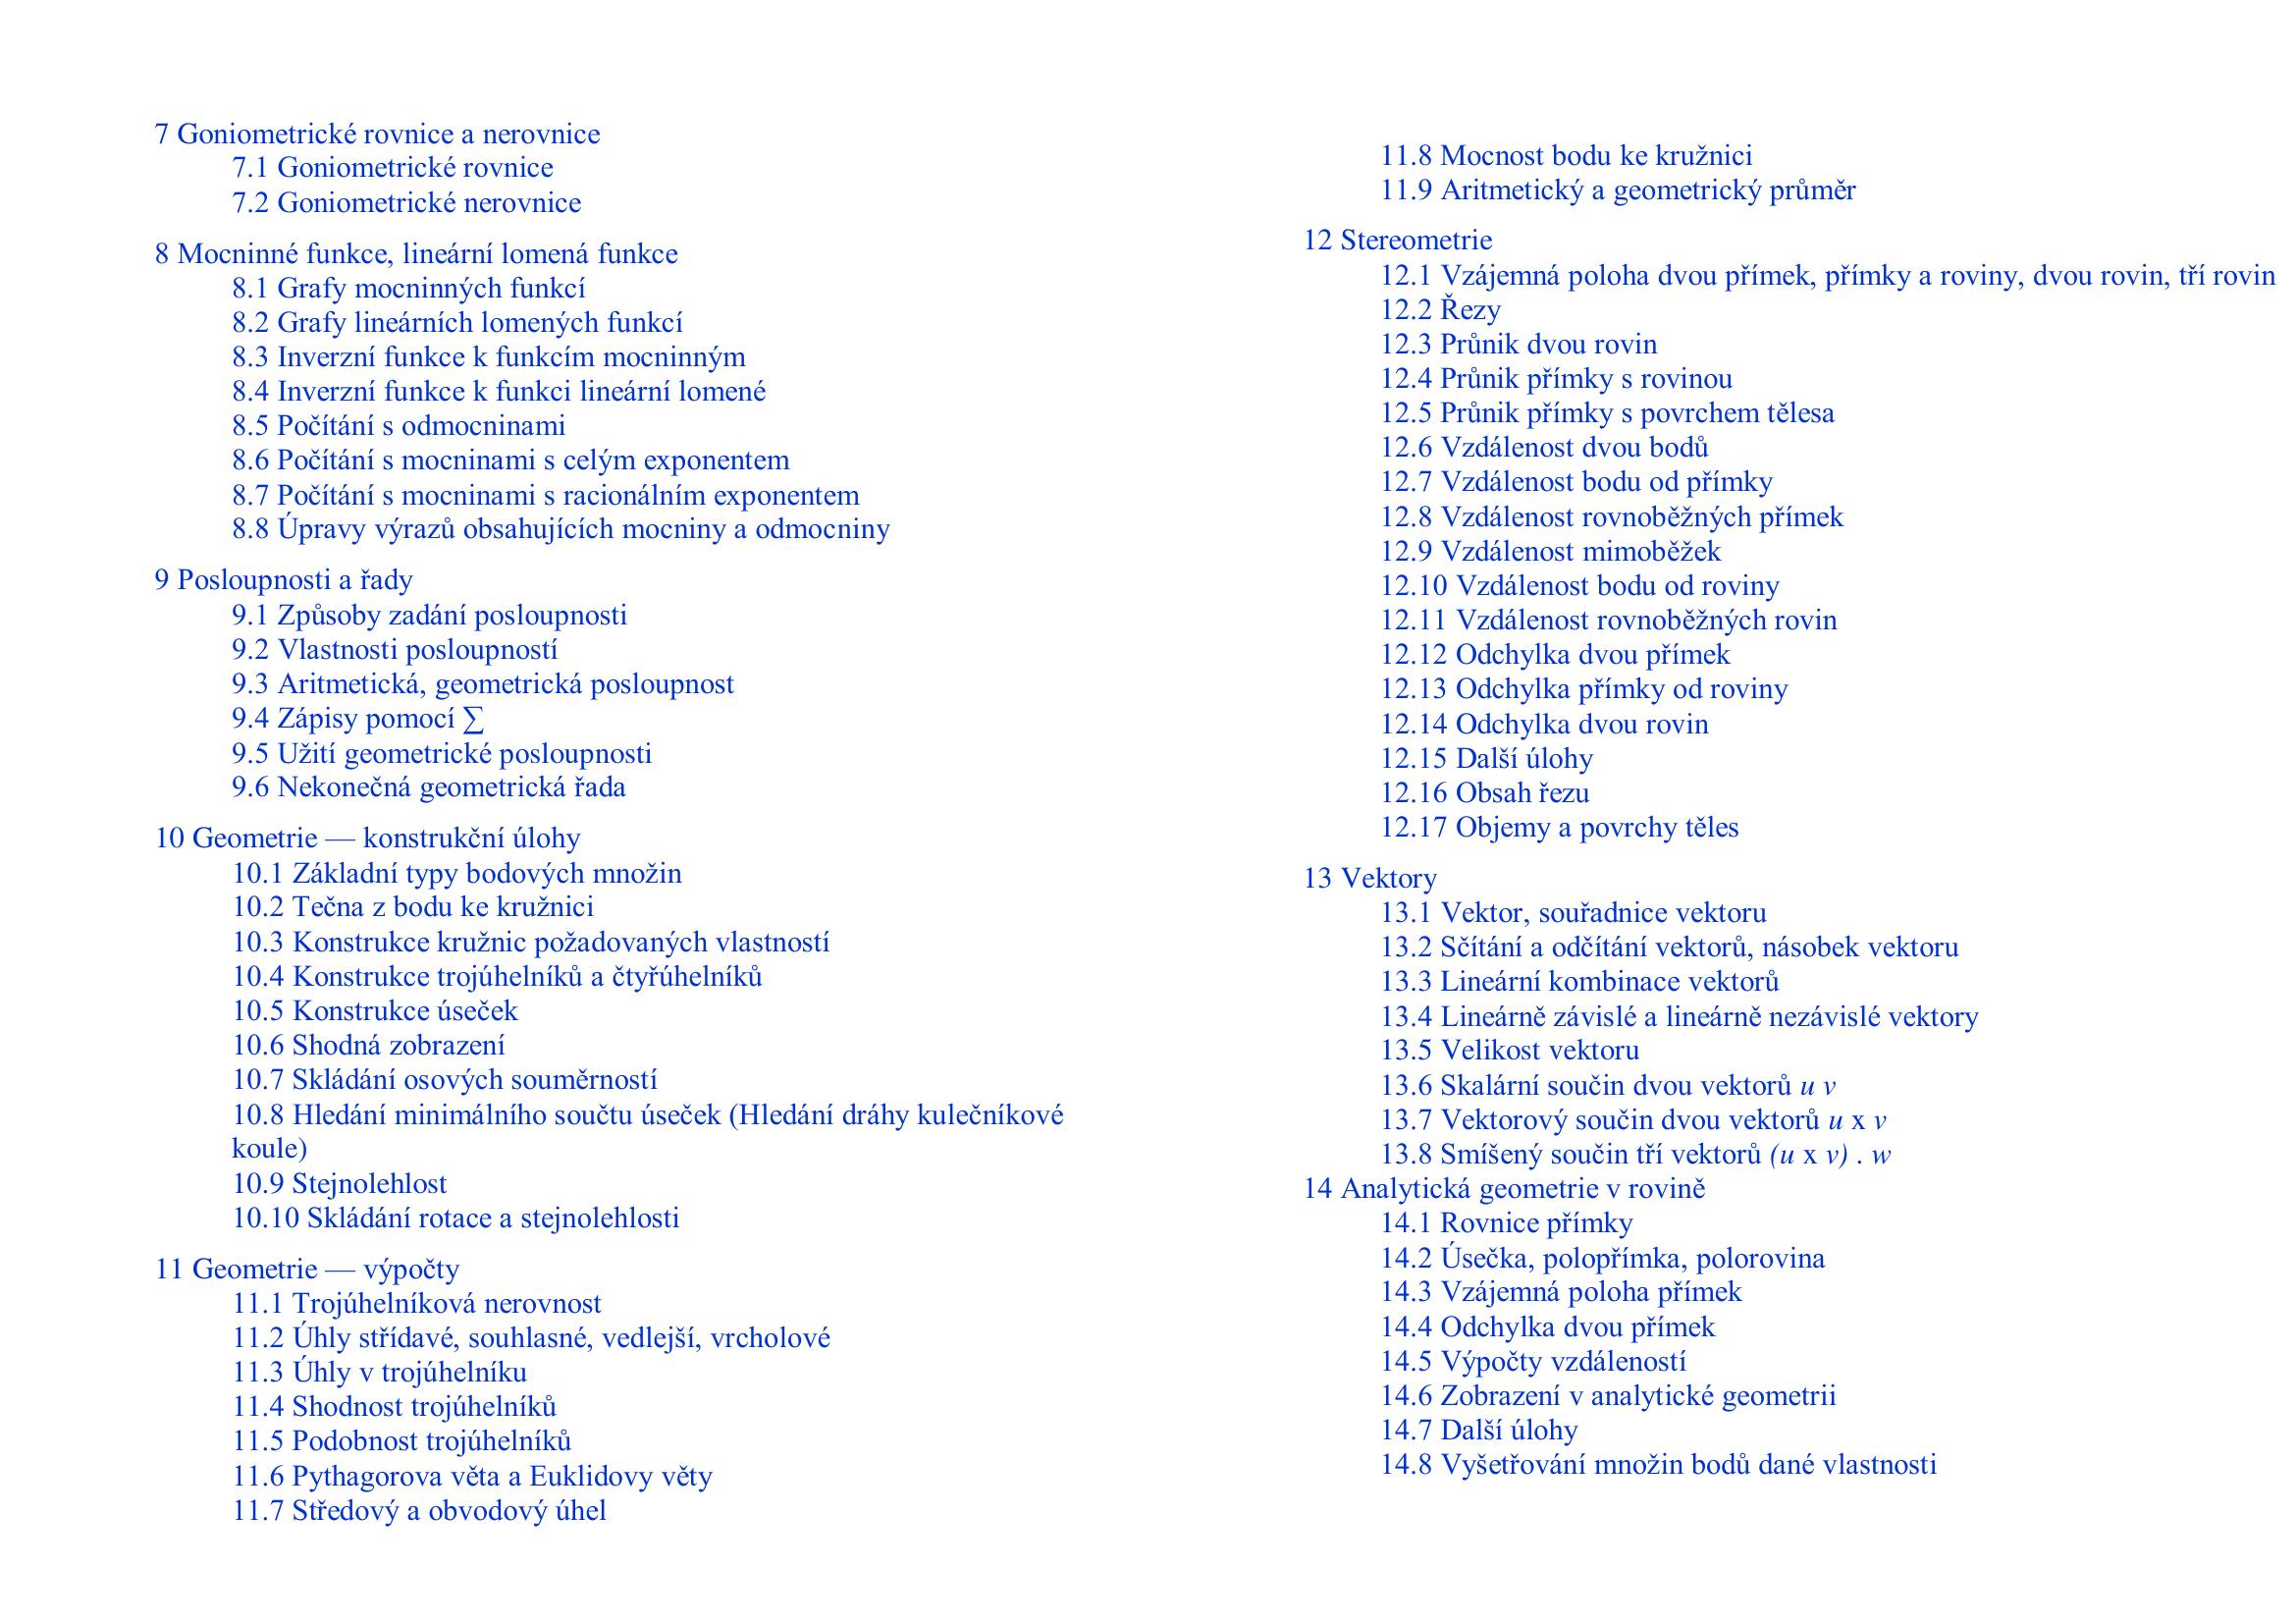 7 Goniometrické rovnice a nerovnice
7.1 Goniometrické rovnice
7.2 Goniometrické nerovnice
8 Mocninné funkce, lineární lomená funkce
8.1 Grafy mocninných funkcí
8.2 Grafy lineárních lomených funkcí
8.3 Inverzní funkce k funkcím mocninným
8.4 Inverzní funkce k funkci lineární lomené
8.5 Počítání s odmocninami
8.6 Počítání s mocninami s celým exponentem
8.7 Počítání s mocninami s racionálním exponentem
8.8 Úpravy výrazů obsahujících mocniny a odmocniny
9 Posloupnosti a řady
9.1 Způsoby zadání posloupnosti
9.2 Vlastnosti posloupností
9.3 Aritmetická, geometrická posloupnost
9.4 Zápisy pomocí ∑
9.5 Užití geometrické posloupnosti
9.6 Nekonečná geometrická řada
10 Geometrie — konstrukční úlohy
10.1 Základní typy bodových množin
10.2 Tečna z bodu ke kružnici
10.3 Konstrukce kružnic požadovaných vlastností
10.4 Konstrukce trojúhelníků a čtyřúhelníků
10.5 Konstrukce úseček
10.6 Shodná zobrazení
10.7 Skládání osových souměrností
10.8 Hledání minimálního součtu úseček (Hledání dráhy kulečníkové
koule)
10.9 Stejnolehlost
10.10 Skládání rotace a stejnolehlosti
11 Geometrie — výpočty
11.1 Trojúhelníková nerovnost
11.2 Úhly střídavé, souhlasné, vedlejší, vrcholové
11.3 Úhly v trojúhelníku
11.4 Shodnost trojúhelníků
11.5 Podobnost trojúhelníků
11.6 Pythagorova věta a Euklidovy věty
11.7 Středový a obvodový úhel
11.8 Mocnost bodu ke kružnici
11.9 Aritmetický a geometrický průměr
12 Stereometrie
12.1 Vzájemná poloha dvou přímek, přímky a roviny, dvou rovin, tří rovin
12.2 Řezy
12.3 Průnik dvou rovin
12.4 Průnik přímky s rovinou
12.5 Průnik přímky s povrchem tělesa
12.6 Vzdálenost dvou bodů
12.7 Vzdálenost bodu od přímky
12.8 Vzdálenost rovnoběžných přímek
12.9 Vzdálenost mimoběžek
12.10 Vzdálenost bodu od roviny
12.11 Vzdálenost rovnoběžných rovin
12.12 Odchylka dvou přímek
12.13 Odchylka přímky od roviny
12.14 Odchylka dvou rovin
12.15 Další úlohy
12.16 Obsah řezu
12.17 Objemy a povrchy těles
13 Vektory
13.1 Vektor, souřadnice vektoru
13.2 Sčítání a odčítání vektorů, násobek vektoru
13.3 Lineární kombinace vektorů
13.4 Lineárně závislé a lineárně nezávislé vektory
13.5 Velikost vektoru
13.6 Skalární součin dvou vektorů u v
13.7 Vektorový součin dvou vektorů u x v
13.8 Smíšený součin tří vektorů (u x v) . w
14 Analytická geometrie v rovině
14.1 Rovnice přímky
14.2 Úsečka, polopřímka, polorovina
14.3 Vzájemná poloha přímek
14.4 Odchylka dvou přímek
14.5 Výpočty vzdáleností
14.6 Zobrazení v analytické geometrii
14.7 Další úlohy
14.8 Vyšetřování množin bodů dané vlastnosti